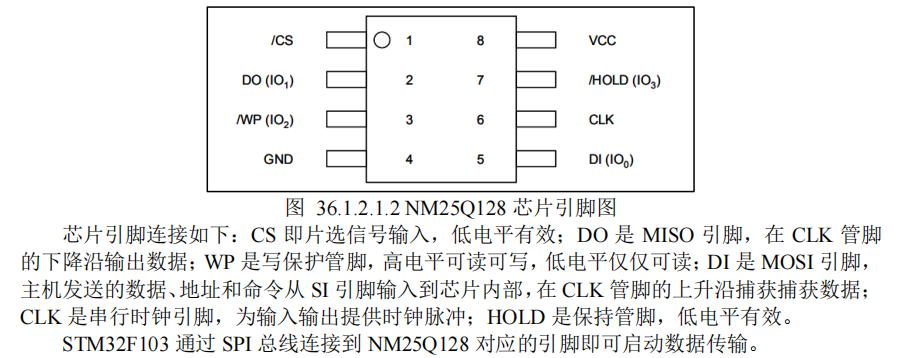 /CS 1 8 VCC
DO (IO1) 2 7 /HOLD (IO3)
/WP (IO2) 3 6 CLK
GND 4 5 DI (IO0)
图 36.1.2.1.2 NM25Q128 芯片引脚图
芯片引脚连接如下：CS 即片选信号输入，低电平有效；DO 是 MISO 引脚，在 CLK 管脚
的下降沿输出数据；WP 是写保护管脚，高电平可读可写，低电平仅仅可读；DI 是 MOSI 引脚，
主机发送的数据、地址和命令从 SI 引脚输入到芯片内部，在 CLK 管脚的上升沿捕获捕获数据；
CLK 是串行时钟引脚，为输入输出提供时钟脉冲；HOLD 是保持管脚，低电平有效。
STM32F103 通过 SPI 总线连接到 NM25Q128 对应的引脚即可启动数据传输。